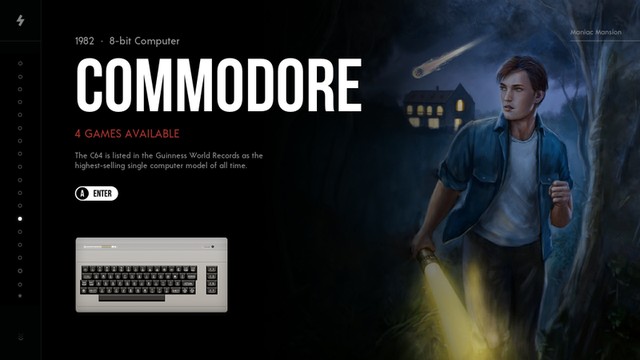 Maniac Mansion
1982 · 8-bit Computer
COMMODORE
4 GAMES AVAILABLE
The C64 is listed in the Guinness World Records as the
highest-selling single computer model of all time.
A ENTER